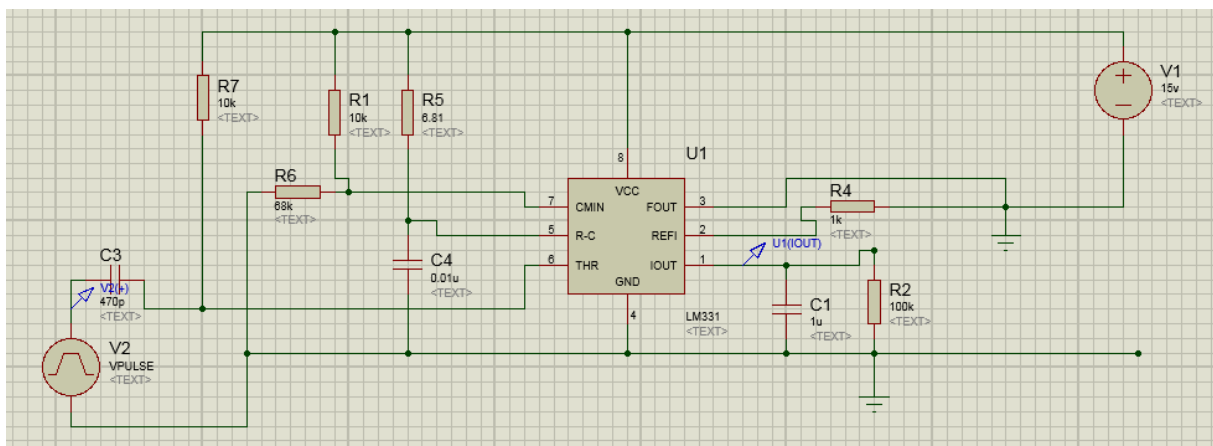 R7
10k
<TEXT>
R1
10k
<TEXT>
R5
6.81
<TEXT>
V1
15v
<TEXT>
+
−
U1
8
VCC
R6
68k
<TEXT>
7
CMIN
FOUT
3
R4
1k
<TEXT>
5
R-C
REFI
2
U1(IOUT)
6
THR
IOUT
1
GND
4
LM331
<TEXT>
C3
V2(+)
470p
<TEXT>
C4
0.01u
<TEXT>
C1
1u
<TEXT>
R2
100k
<TEXT>
V2
VPULSE
<TEXT>